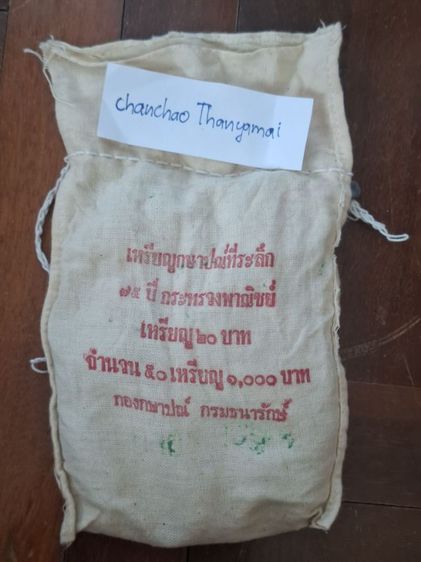 chanchao Thanyamai
เหรียญกษาปณ์ที่ระลึก
๗๕ ปี กระทรวงพาณิชย์
เหรียญ ๒๐ บาท
จำนวน ๕๐ เหรียญ ๑,๐๐๐ บาท
กองกษาปณ์ กรมธนารักษ์